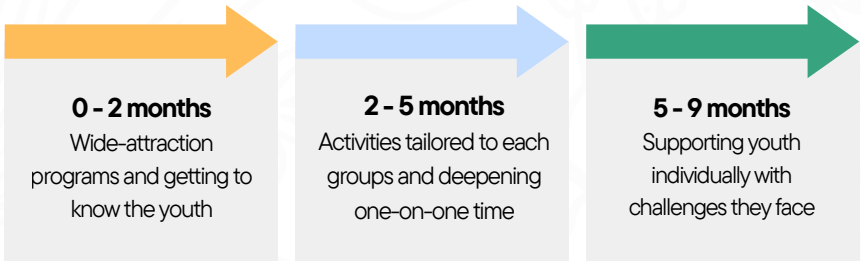 0 - 2 months
Wide-attraction
programs and getting to
know the youth
2 - 5 months
Activities tailored to each
groups and deepening
one-on-one time
5 - 9 months
Supporting youth
individually with
challenges they face